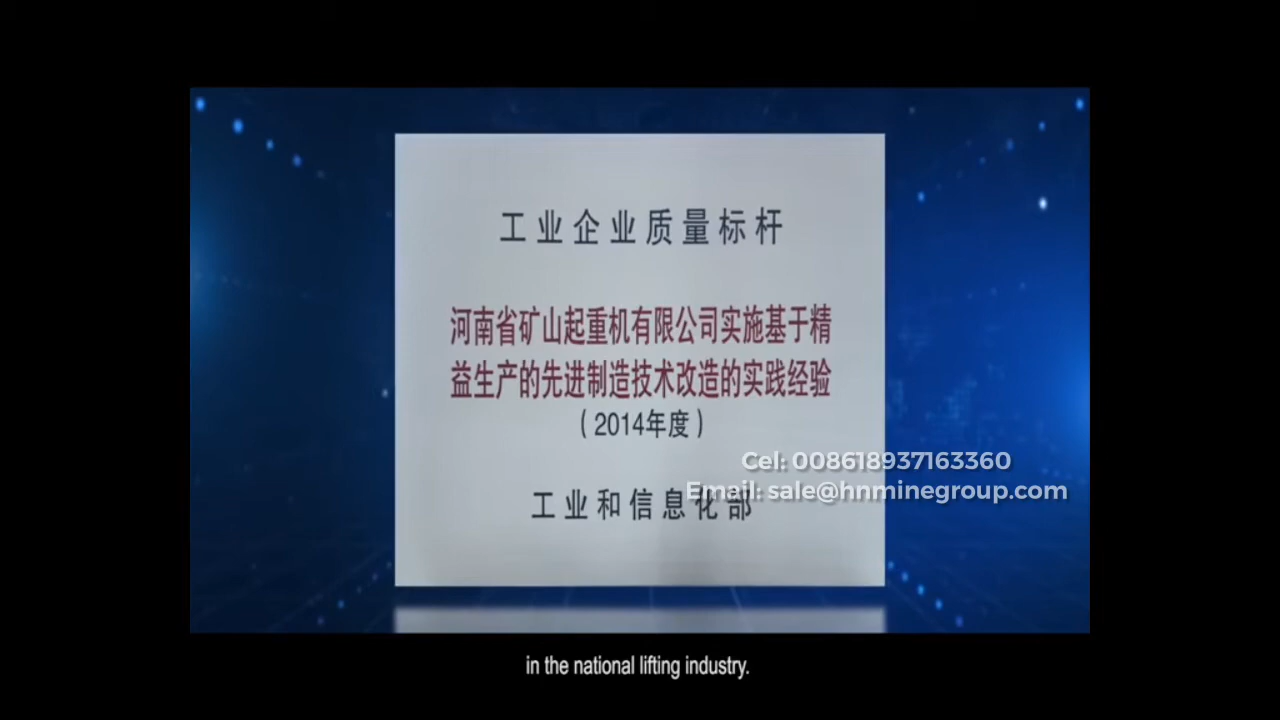 工业企业质量标杆
河南省矿山起重机有限公司实施基于精
益生产的先进制造技术改造的实践经验
(2014年度)
Cel: 008618937163360
Email: sale@hnminegroup.com
工业和信息化部
in the national lifting industry.